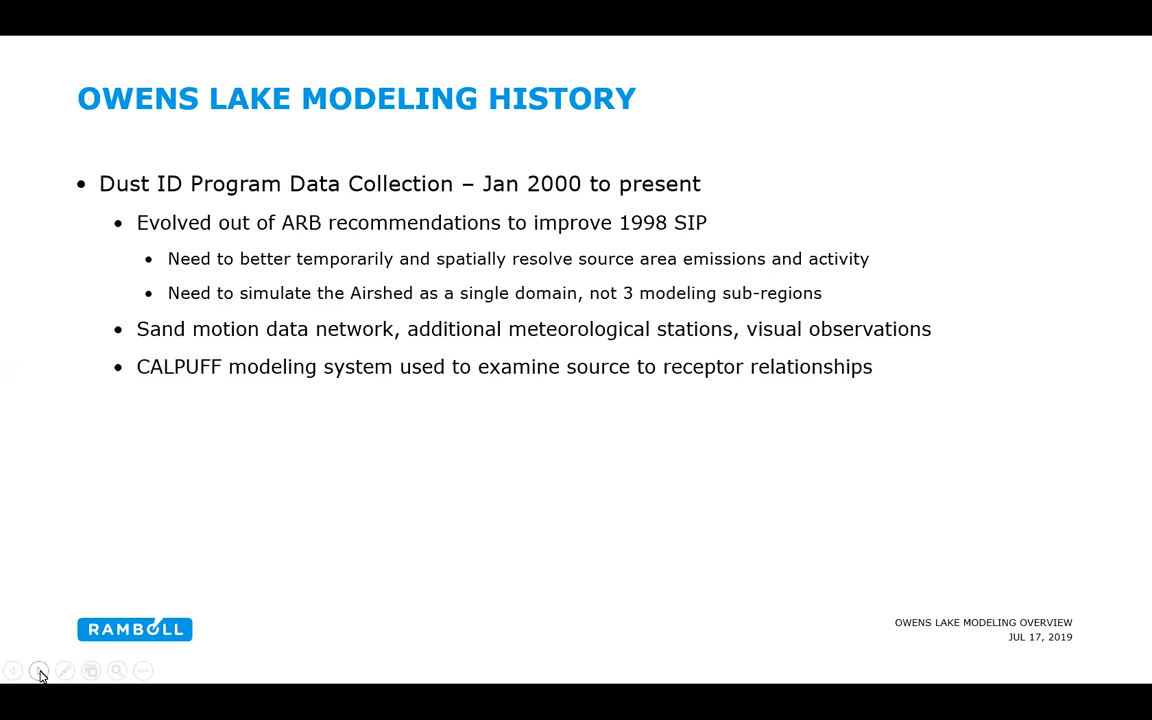 OWENS LAKE MODELING HISTORY
• Dust ID Program Data Collection – Jan 2000 to present
• Evolved out of ARB recommendations to improve 1998 SIP
• Need to better temporarily and spatially resolve source area emissions and activity
• Need to simulate the Airshed as a single domain, not 3 modeling sub-regions
• Sand motion data network, additional meteorological stations, visual observations
• CALPUFF modeling system used to examine source to receptor relationships
RAMBOLL
OWENS LAKE MODELING OVERVIEW
JUL 17, 2019